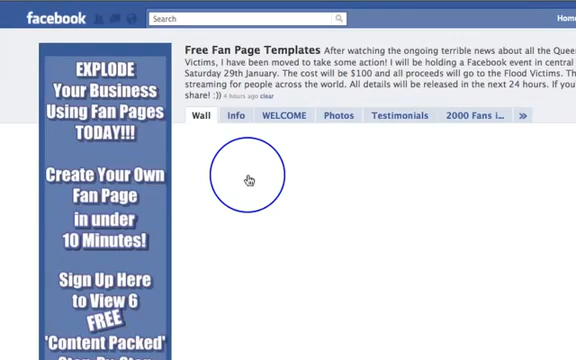 facebook
Search
Home
Free Fan Page Templates After watching the ongoing terrible news about all the Quee
Victims, I have been moved to take some action! I will be holding a Facebook event in central
Saturday 29th January. The cost will be $100 and all proceeds will go to the Flood Victims. Th
streaming for people across the world. All details will be released in the next 24 hours. If you
share! :)) 4 hours ago clear
Wall Info WELCOME Photos Testimonials 2000 Fans i... »
EXPLODE
Your Business
Using Fan Pages
TODAY!!!
Create Your Own
Fan Page
in under
10 Minutes!
Sign Up Here
to View 6
FREE
'Content Packed'